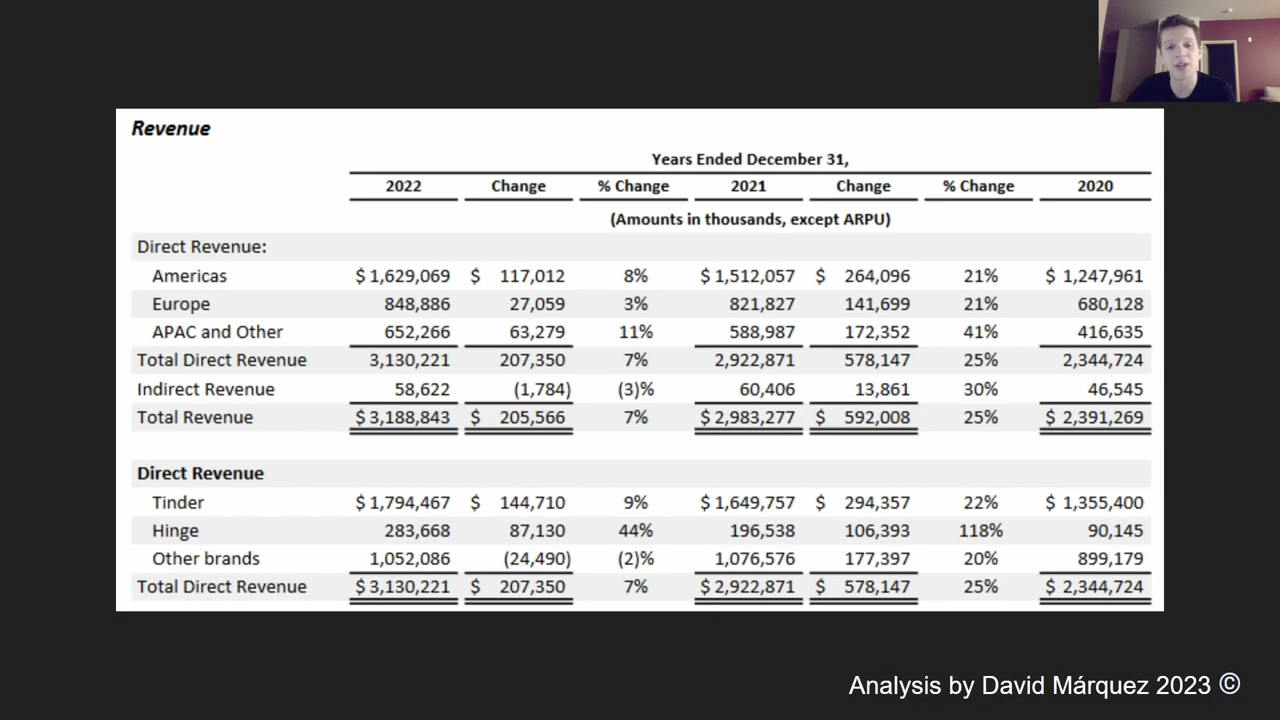 Revenue
Years Ended December 31,
2022 Change % Change 2021 Change % Change 2020
(Amounts in thousands, except ARPU)
Direct Revenue:
Americas $ 1,629,069 $ 117,012 8% $ 1,512,057 $ 264,096 21% $ 1,247,961
Europe 848,886 27,059 3% 821,827 141,699 21% 680,128
APAC and Other 652,266 63,279 11% 588,987 172,352 41% 416,635
Total Direct Revenue 3,130,221 207,350 7% 2,922,871 578,147 25% 2,344,724
Indirect Revenue 58,622 (1,784) (3)% 60,406 13,861 30% 46,545
Total Revenue $ 3,188,843 $ 205,566 7% $ 2,983,277 $ 592,008 25% $ 2,391,269
Direct Revenue
Tinder $ 1,794,467 $ 144,710 9% $ 1,649,757 $ 294,357 22% $ 1,355,400
Hinge 283,668 87,130 44% 196,538 106,393 118% 90,145
Other brands 1,052,086 (24,490) (2)% 1,076,576 177,397 20% 899,179
Total Direct Revenue $ 3,130,221 $ 207,350 7% $ 2,922,871 $ 578,147 25% $ 2,344,724
Analysis by David Márquez 2023 ©